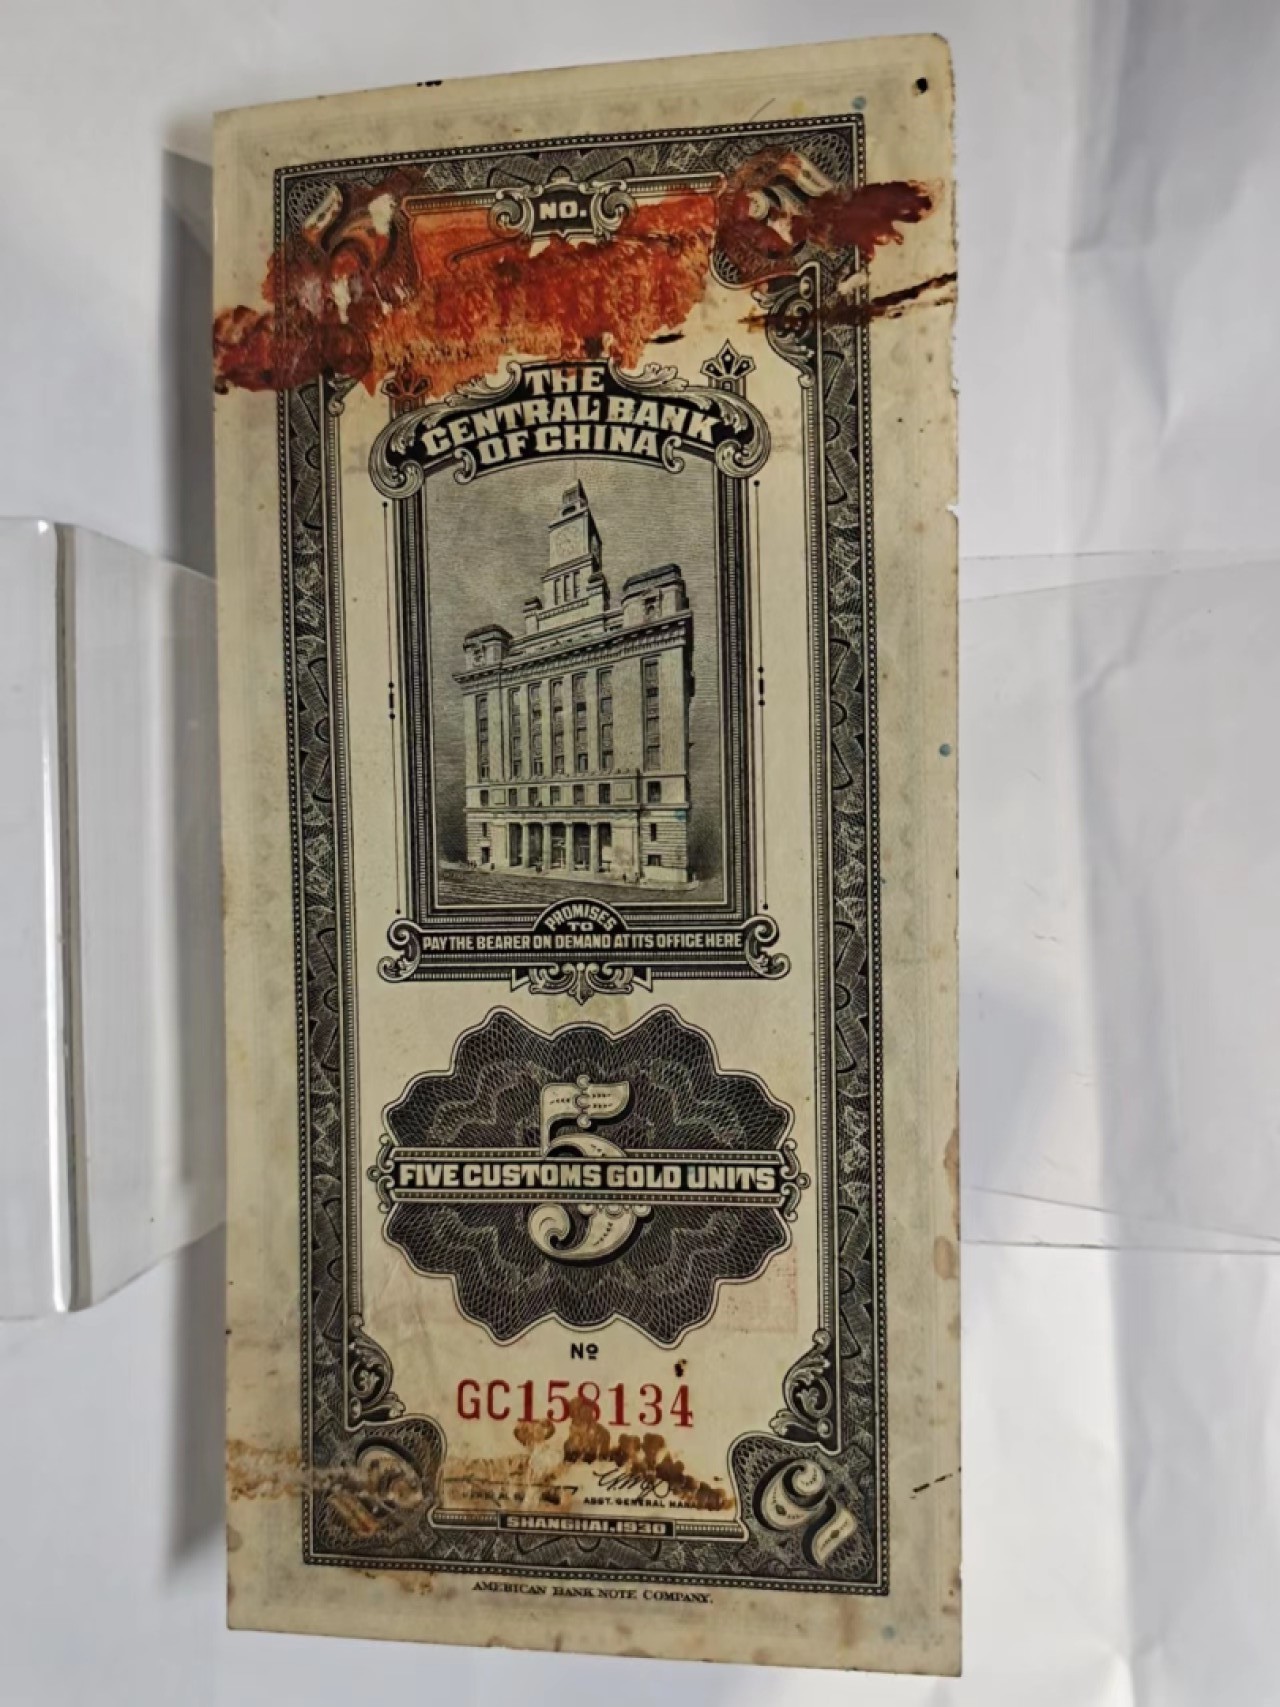 NO.
THE
CENTRAL BANK
OF CHINA
PROMISES
TO
PAY THE BEARER ON DEMAND AT ITS OFFICE HERE
5
FIVE CUSTOMS GOLD UNITS
Nº
GC158134
ASST. GENERAL MANAGER
SHANGHAI, 1930
5
AMERICAN BANK NOTE COMPANY.